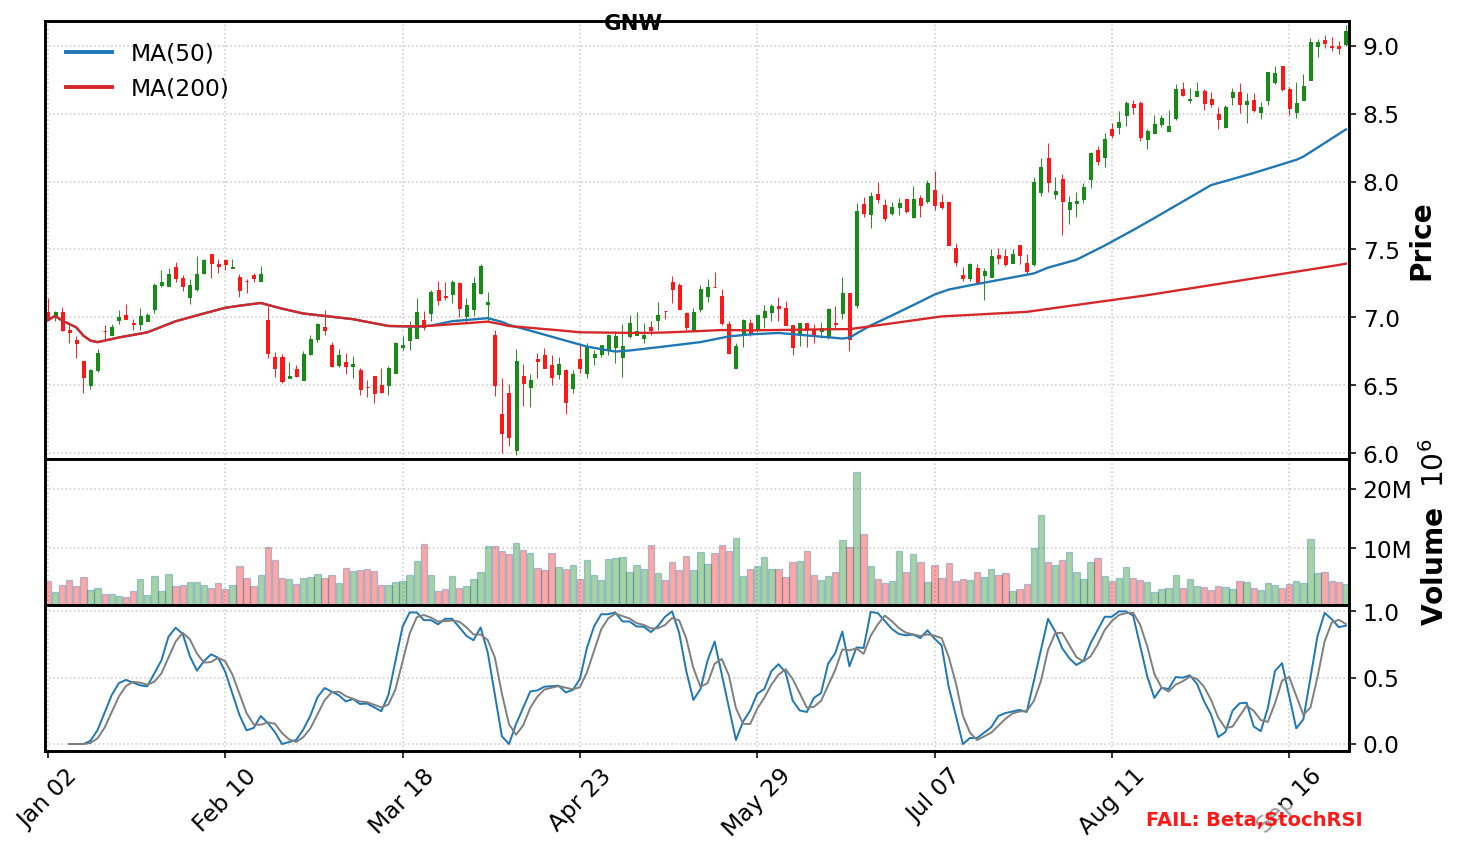 GNW
MA(50)
MA(200)
9.0
8.5
8.0
7.5
7.0
6.5
6.0
Price
20M
10M
Volume 10⁶
1.0
0.5
0.0
Jan 02
Feb 10
Mar 18
Apr 23
May 29
Jul 07
Aug 11
Sep 16
FAIL: Beta,StochRSI